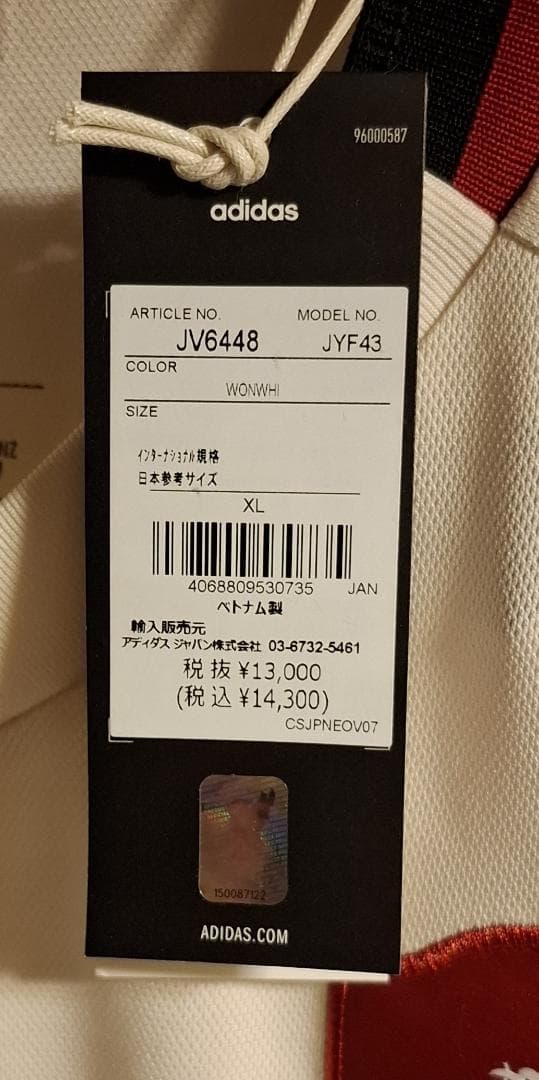 96000587
adidas
ARTICLE NO. MODEL NO.
JV6448 JYF43
COLOR
WONWHI
SIZE
インターナショナル規格
日本参考サイズ
XL
4068809530735 JAN
ベトナム製
輸入販売元
アディダス ジャパン株式会社 03-6732-5461
税 抜 ¥13,000
(税 込 ¥14,300)
CSJPNEOV07
150087122
ADIDAS.COM